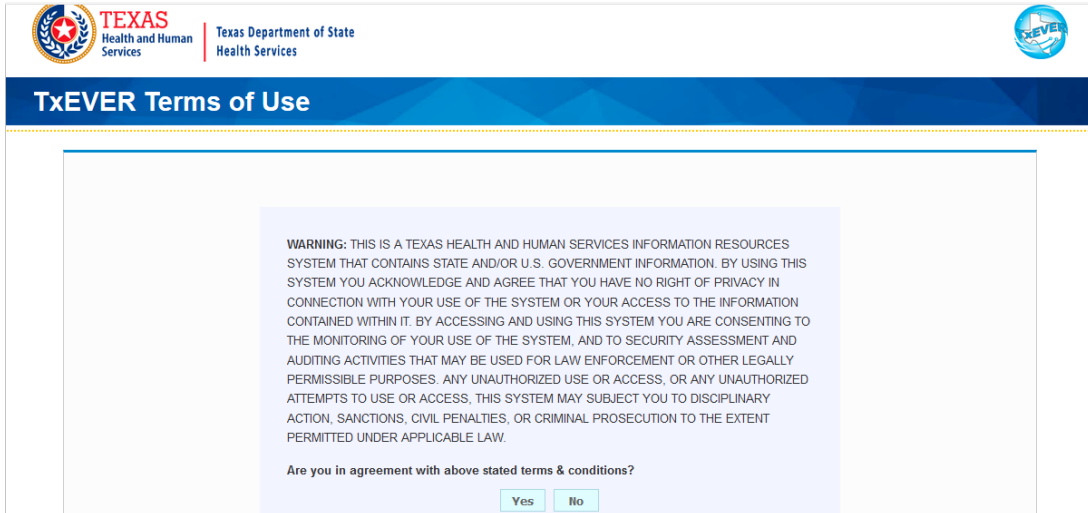 TEXAS
Health and Human
Services
Texas Department of State
Health Services
TxEVER
TxEVER Terms of Use
WARNING: THIS IS A TEXAS HEALTH AND HUMAN SERVICES INFORMATION RESOURCES
SYSTEM THAT CONTAINS STATE AND/OR U.S. GOVERNMENT INFORMATION. BY USING THIS
SYSTEM YOU ACKNOWLEDGE AND AGREE THAT YOU HAVE NO RIGHT OF PRIVACY IN
CONNECTION WITH YOUR USE OF THE SYSTEM OR YOUR ACCESS TO THE INFORMATION
CONTAINED WITHIN IT. BY ACCESSING AND USING THIS SYSTEM YOU ARE CONSENTING TO
THE MONITORING OF YOUR USE OF THE SYSTEM, AND TO SECURITY ASSESSMENT AND
AUDITING ACTIVITIES THAT MAY BE USED FOR LAW ENFORCEMENT OR OTHER LEGALLY
PERMISSIBLE PURPOSES. ANY UNAUTHORIZED USE OR ACCESS, OR ANY UNAUTHORIZED
ATTEMPTS TO USE OR ACCESS, THIS SYSTEM MAY SUBJECT YOU TO DISCIPLINARY
ACTION, SANCTIONS, CIVIL PENALTIES, OR CRIMINAL PROSECUTION TO THE EXTENT
PERMITTED UNDER APPLICABLE LAW.
Are you in agreement with above stated terms & conditions?
Yes No